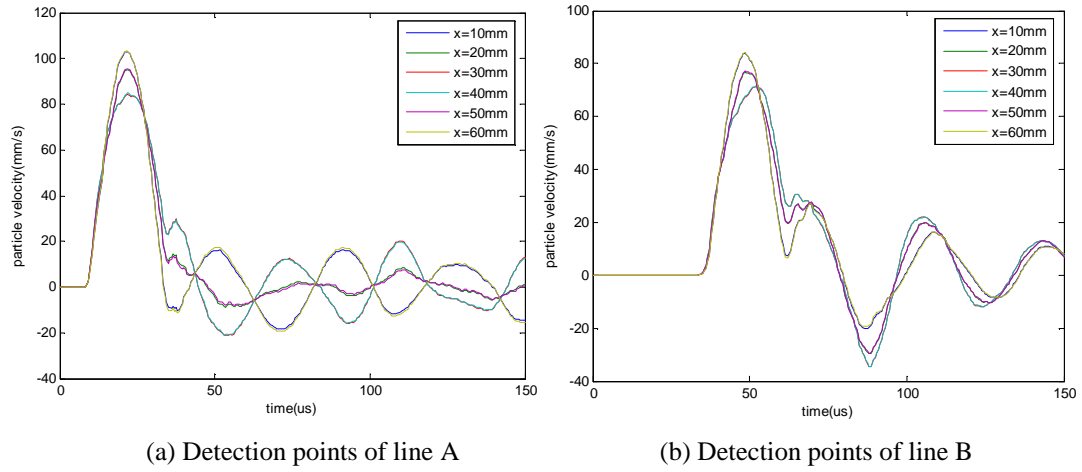 120
100
80
60
40
20
0
-20
-40
particle velocity(mm/s)
0
50
100
150
time(us)
x=10mm
x=20mm
x=30mm
x=40mm
x=50mm
x=60mm
(a) Detection points of line A
100
80
60
40
20
0
-20
-40
particle velocity(mm/s)
0
50
100
150
time(us)
x=10mm
x=20mm
x=30mm
x=40mm
x=50mm
x=60mm
(b) Detection points of line B